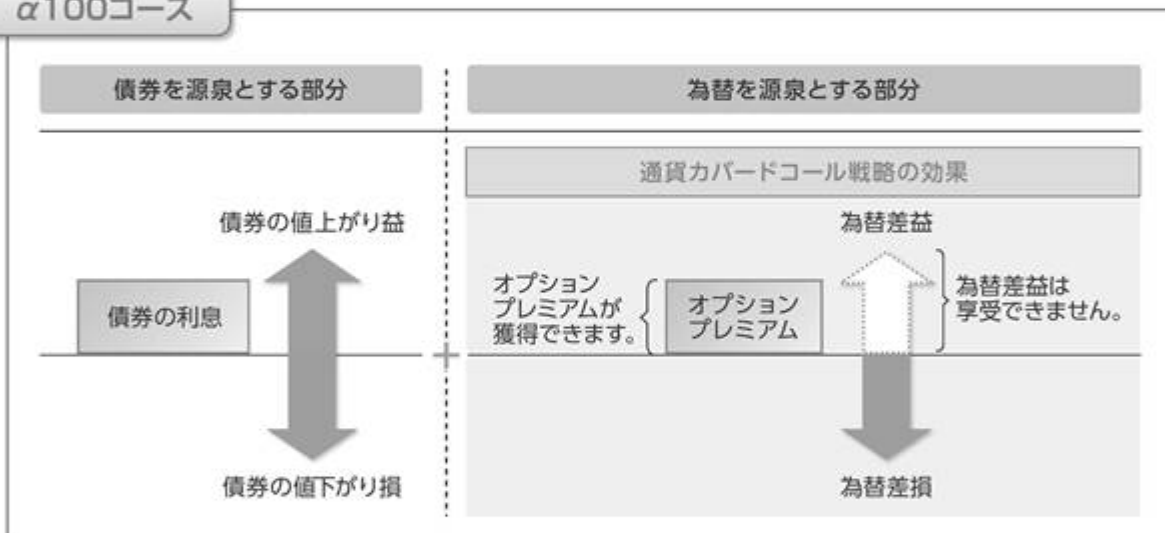 α100コース
債券を源泉とする部分
為替を源泉とする部分
通貨カバードコール戦略の効果
債券の値上がり益
為替差益
債券の利息
オプション
プレミアムが
獲得できます。
オプション
プレミアム
為替差益は
享受できません。
+
債券の値下がり損
為替差損